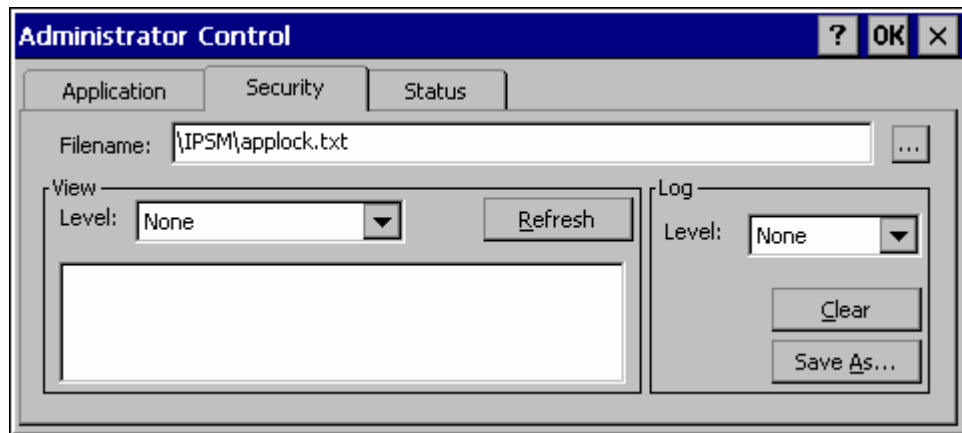 Administrator Control ? OK ×
Application Security Status
Filename: \IPSM\applock.txt ...
View Log
Level: None Refresh Level: None
Clear
Save As...